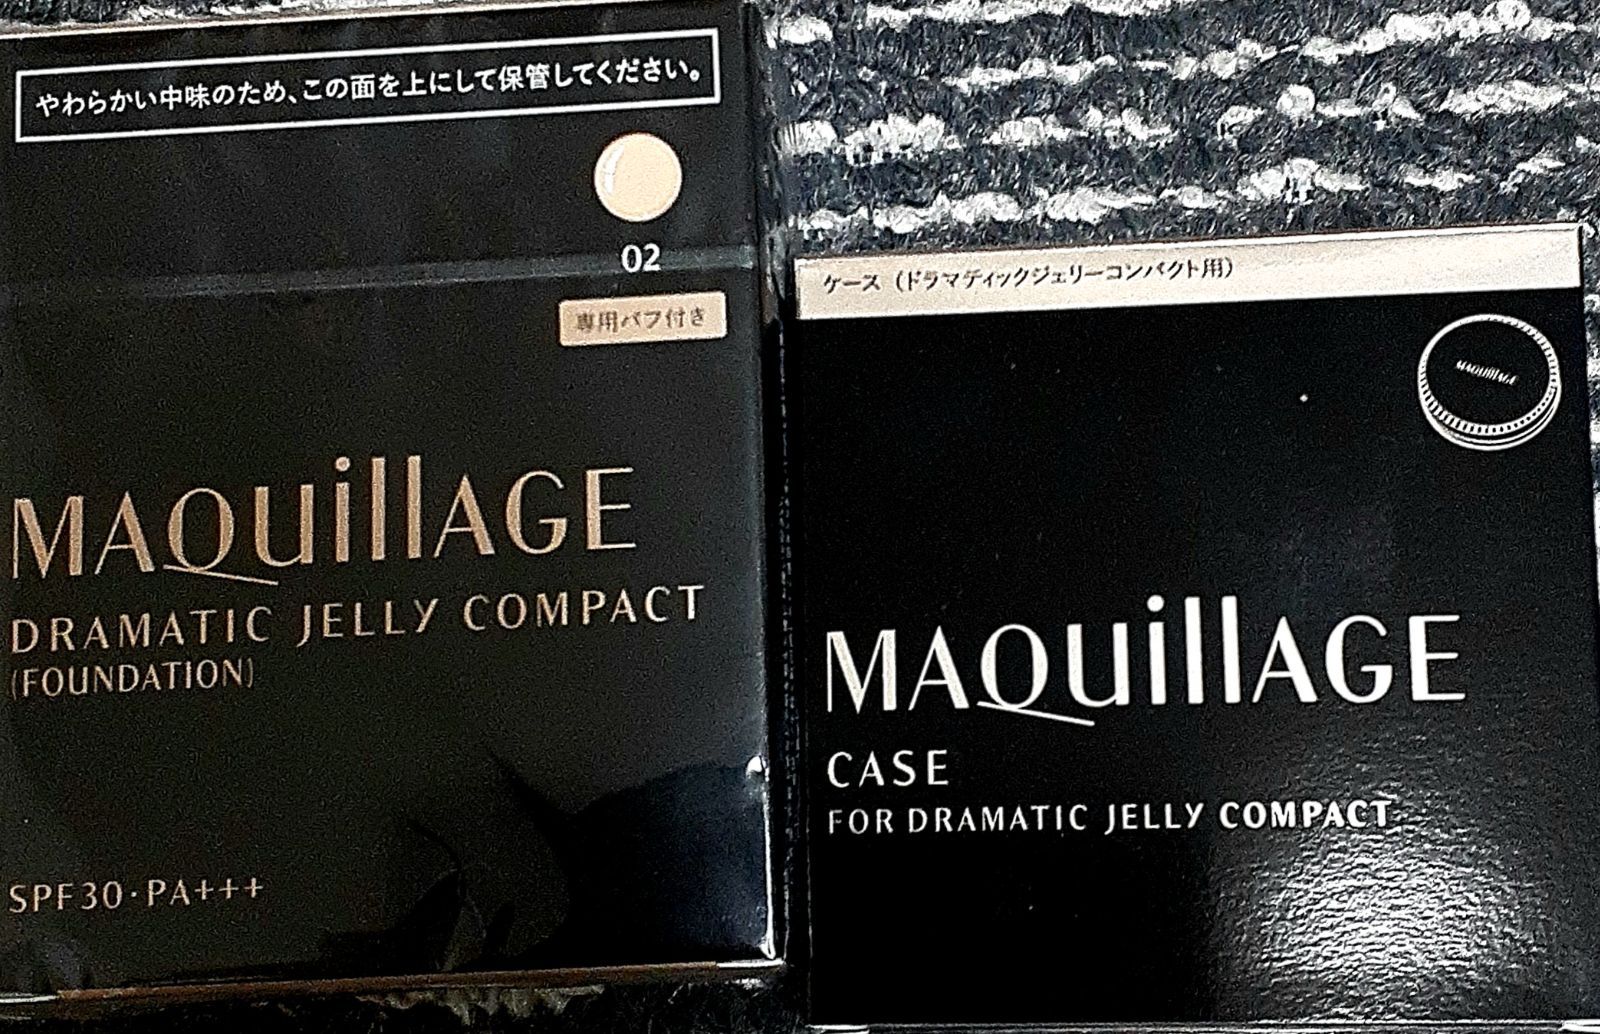 やわらかい中味のため、この面を上にして保管してください。
02
専用パフ付き
MAQuillAGE
DRAMATIC JELLY COMPACT
(FOUNDATION)
SPF30・PA+++
ケース（ドラマティックジェリーコンパクト用）
MAQuillAGE
MAQuillAGE
CASE
FOR DRAMATIC JELLY COMPACT